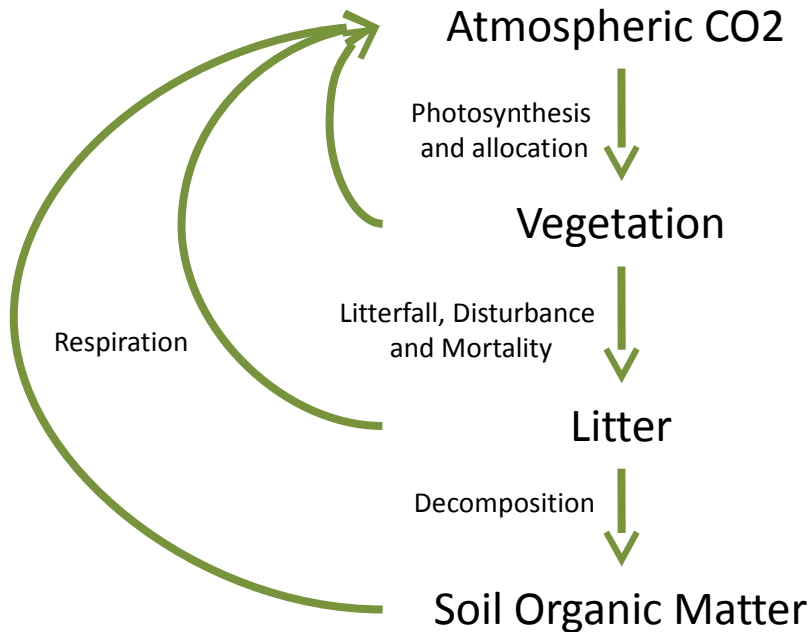 Atmospheric CO2
Photosynthesis
and allocation
Vegetation
Litterfall, Disturbance
and Mortality
Respiration
Litter
Decomposition
Soil Organic Matter